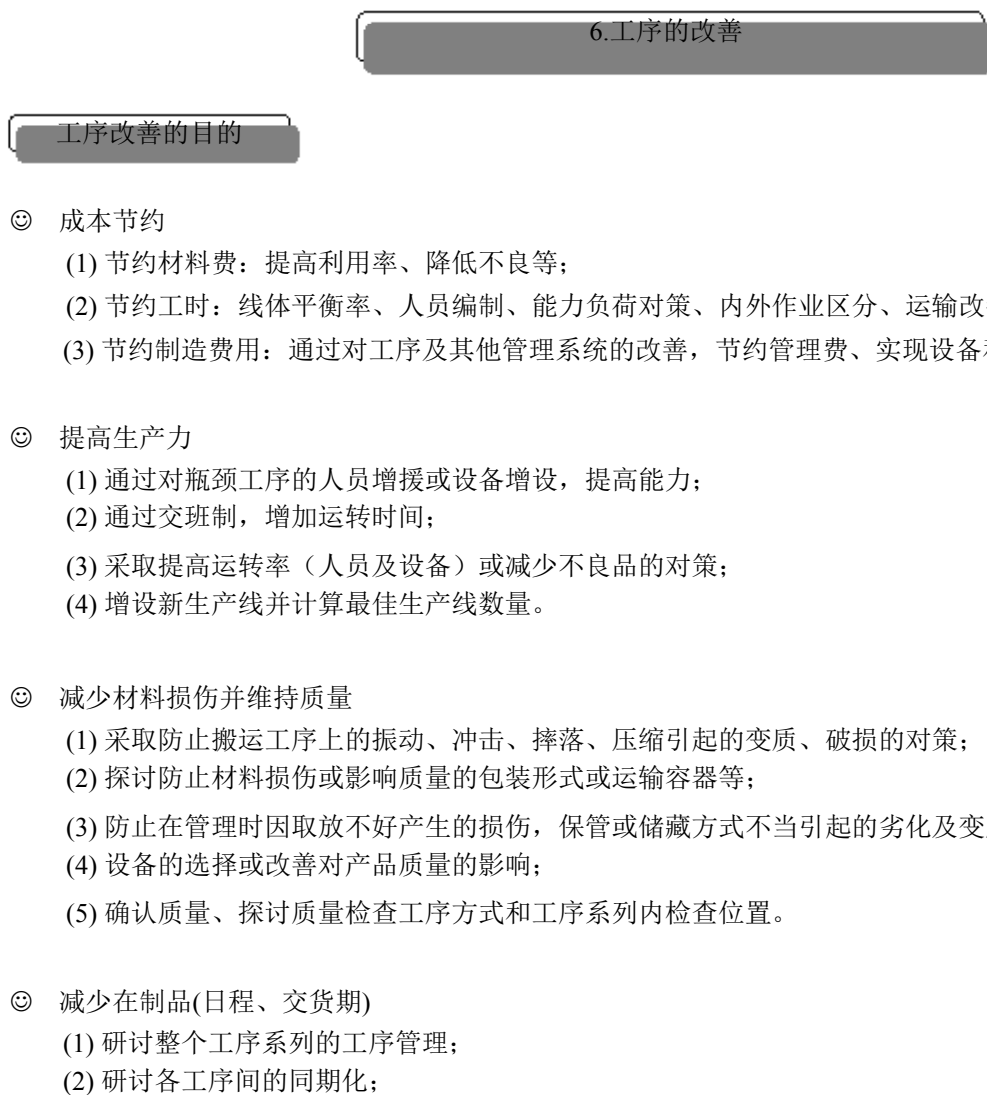 6.工序的改善
工序改善的目的
☺ 成本节约
(1) 节约材料费：提高利用率、降低不良等；
(2) 节约工时：线体平衡率、人员编制、能力负荷对策、内外作业区分、运输改
(3) 节约制造费用：通过对工序及其他管理系统的改善，节约管理费、实现设备
☺ 提高生产力
(1) 通过对瓶颈工序的人员增援或设备增设，提高能力；
(2) 通过交班制，增加运转时间；
(3) 采取提高运转率（人员及设备）或减少不良品的对策；
(4) 增设新生产线并计算最佳生产线数量。
☺ 减少材料损伤并维持质量
(1) 采取防止搬运工序上的振动、冲击、摔落、压缩引起的变质、破损的对策；
(2) 探讨防止材料损伤或影响质量的包装形式或运输容器等；
(3) 防止在管理时因取放不好产生的损伤，保管或储藏方式不当引起的劣化及变
(4) 设备的选择或改善对产品质量的影响；
(5) 确认质量、探讨质量检查工序方式和工序系列内检查位置。
☺ 减少在制品(日程、交货期)
(1) 研讨整个工序系列的工序管理；
(2) 研讨各工序间的同期化；